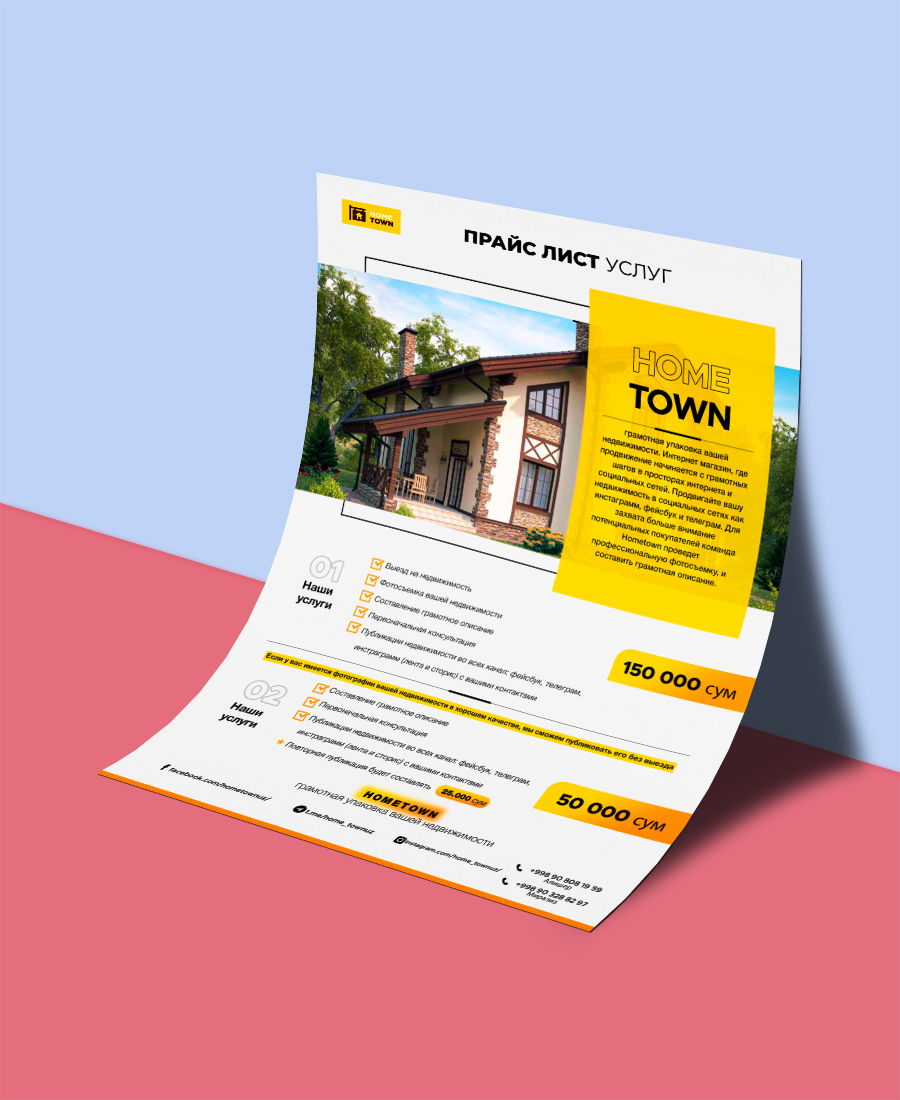 HOME
TOWN
ПРАЙС ЛИСТ УСЛУГ
HOME
TOWN
грамотная упаковка вашей
недвижимости. Интернет магазин, где
продвижение начинается с грамотных
шагов в просторах интернета и
социальных сетей. Продвигайте вашу
недвижимость в социальных сетях как
инстаграмм, фейсбук и телеграм. Для
захвата больше внимание
потенциальных покупателей команда
Hometown проведет
профессиональную фотосъемку, и
составить грамотная описание.
01
Наши
услуги
Выезд на недвижимость
Фотосъемка вашей недвижимости
Составление грамотное описание
Первоначальная консультация
Публикации недвижимости во всех канал: фейсбук, телеграм,
инстраграмм (лента и сторис) с вашими контактами
150 000 сум
Если у вас имеется фотографии вашей недвижимости в хорошем качестве, мы сможем публиковать его без выезда
02
Наши
услуги
Составление грамотное описание
Первоначальная консультация
Публикации недвижимости во всех канал: фейсбук, телеграм,
инстраграмм (лента и сторис) с вашими контактами
* Повторная публикация будет составлять 25.000 сум
50 000 сум
HOMETOWN
грамотная упаковка вашей недвижимости
facebook.com/hometownuz/
t.me/home_townuz
instagram.com/home_townuz/
+998 90 808 19 59
Алишер
+998 90 328 82 97
Миразиз